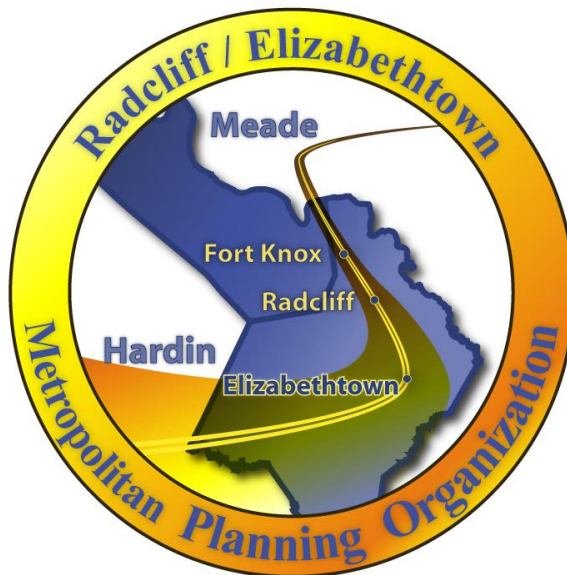 Radcliff / Elizabethtown
Meade
Fort Knox
Radcliff
Hardin
Elizabethtown
Metropolitan Planning Organization